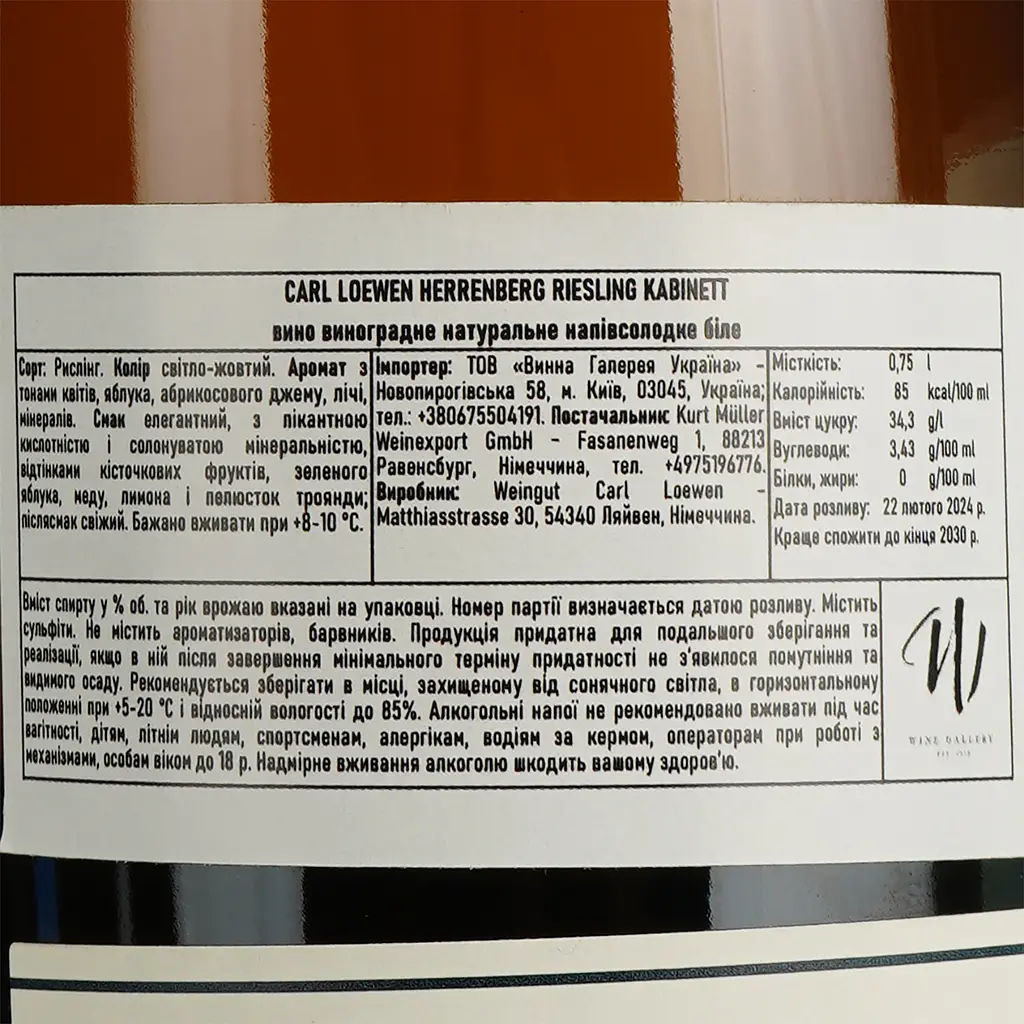 CARL LOEWEN HERRENBERG RIESLING KABINETT
вино виноградне натуральне напівсолодке біле
Сорт: Рислінг. Колір світло-жовтий. Аромат з
тонами квітів, яблука, абрикосового джему, лічі,
мінералів. Смак елегантний, з пікантною
кислотністю і солонуватою мінеральністю,
відтінками кісточкових фруктів, зеленого
яблука, меду, лимона і пелюсток троянди;
післясмак свіжий. Бажано вживати при +8-10 °C.
Імпортер: ТОВ «Винна Галерея Україна» –
Новопирогівська 58, м. Київ, 03045, Україна;
тел.: +380675504191. Постачальник: Kurt Müller
Weinexport GmbH – Fasanenweg 1, 88213
Равенсбург, Німеччина, тел. +4975196776.
Виробник: Weingut Carl Loewen –
Matthiasstrasse 30, 54340 Ляйвен, Німеччина.
Місткість: 0,75 l
Калорійність: 85 kcal/100 ml
Вміст цукру: 34,3 g/l
Вуглеводи: 3,43 g/100 ml
Білки, жири: 0 g/100 ml
Дата розливу: 22 лютого 2024 р.
Краще спожити до кінця 2030 р.
Вміст спирту у % об. та рік врожаю вказані на упаковці. Номер партії визначається датою розливу. Містить
сульфіти. Не містить ароматизаторів, барвників. Продукція придатна для подальшого зберігання та
реалізації, якщо в ній після завершення мінімального терміну придатності не з'явилося помутніння та
видимого осаду. Рекомендується зберігати в місці, захищеному від сонячного світла, в горизонтальному
положенні при +5-20 °C і відносній вологості до 85%. Алкогольні напої не рекомендовано вживати під час
вагітності, дітям, літнім людям, спортсменам, алергікам, водіям за кермом, операторам при роботі з
механізмами, особам віком до 18 р. Надмірне вживання алкоголю шкодить вашому здоров'ю.
WINE GALLERY